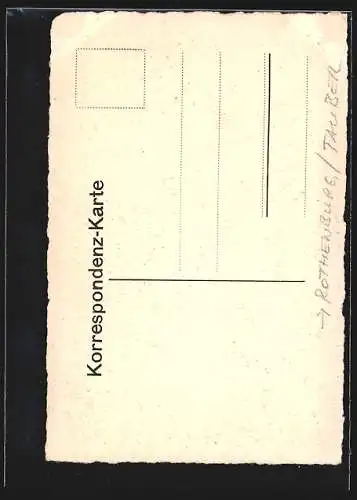 Korrespondenz-Karte
→ ROTHENBURG / TAUBER